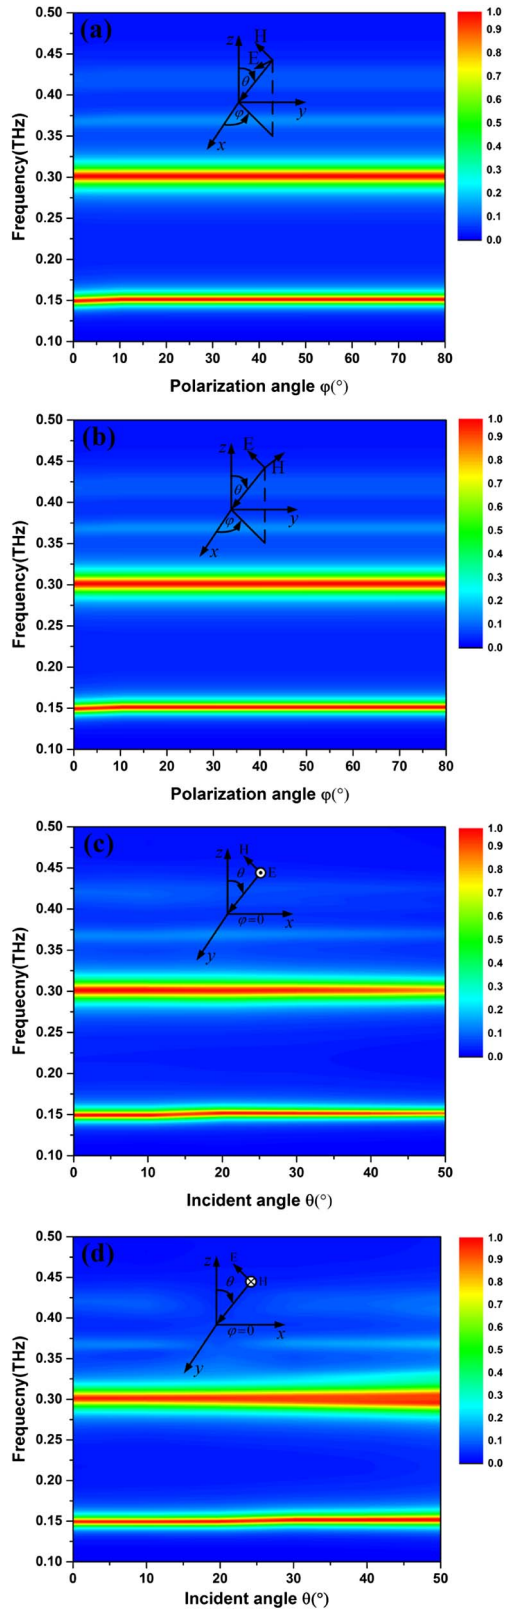 (a)
z H
E
θ
y
φ
x
Frequency(THz)
0.50
0.45
0.40
0.35
0.30
0.25
0.20
0.15
0.10
0 10 20 30 40 50 60 70 80
Polarization angle φ(°)
1.0
0.9
0.8
0.7
0.6
0.5
0.4
0.3
0.2
0.1
0.0
(b)
E
z H
θ
φ y
x
Frequency(THz)
0.50
0.45
0.40
0.35
0.30
0.25
0.20
0.15
0.10
0 10 20 30 40 50 60 70 80
Polarization angle φ(°)
1.0
0.9
0.8
0.7
0.6
0.5
0.4
0.3
0.2
0.1
0.0
(c)
z H
θ E
φ=0 x
y
Frequecny(THz)
0.50
0.45
0.40
0.35
0.30
0.25
0.20
0.15
0.10
0 10 20 30 40 50
Incident angle θ(°)
1.0
0.9
0.8
0.7
0.6
0.5
0.4
0.3
0.2
0.1
0.0
(d)
z E
θ H
φ=0 x
y
Frequecny(THz)
0.50
0.45
0.40
0.35
0.30
0.25
0.20
0.15
0.10
0 10 20 30 40 50
Incident angle θ(°)
1.0
0.9
0.8
0.7
0.6
0.5
0.4
0.3
0.2
0.1
0.0